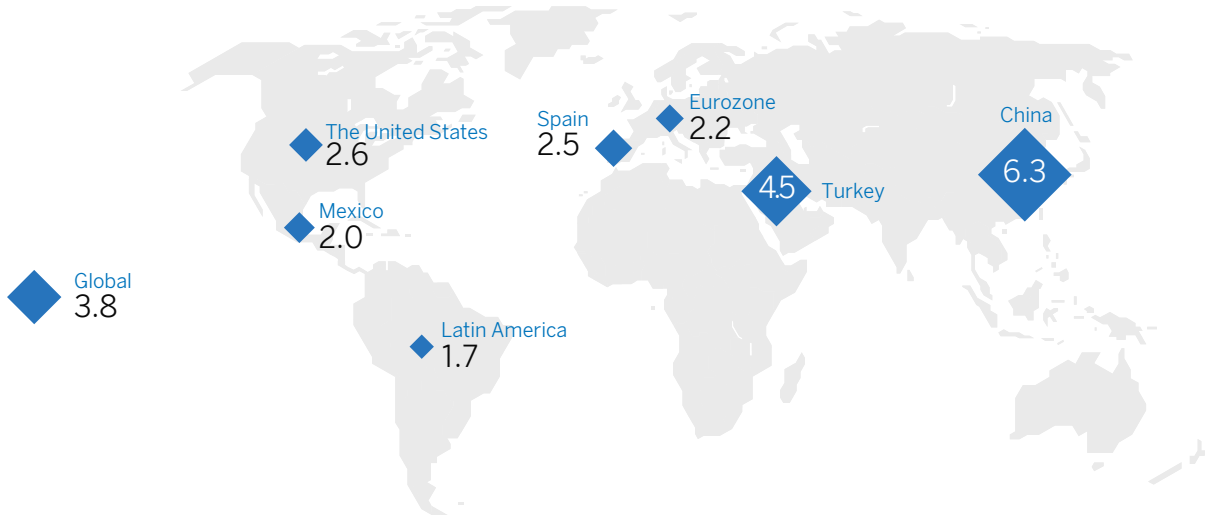 Global
3.8
The United States
2.6
Mexico
2.0
Latin America
1.7
Spain
2.5
Eurozone
2.2
4.5
Turkey
China
6.3